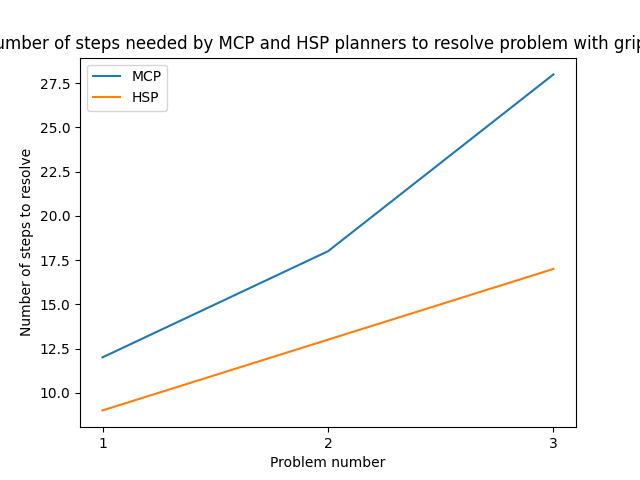 of steps needed by MCP and HSP planners to resolve problem with
MCP
HSP
27.5
25.0
22.5
20.0
17.5
15.0
12.5
10.0
Number of steps to resolve
1 2 3
Problem number